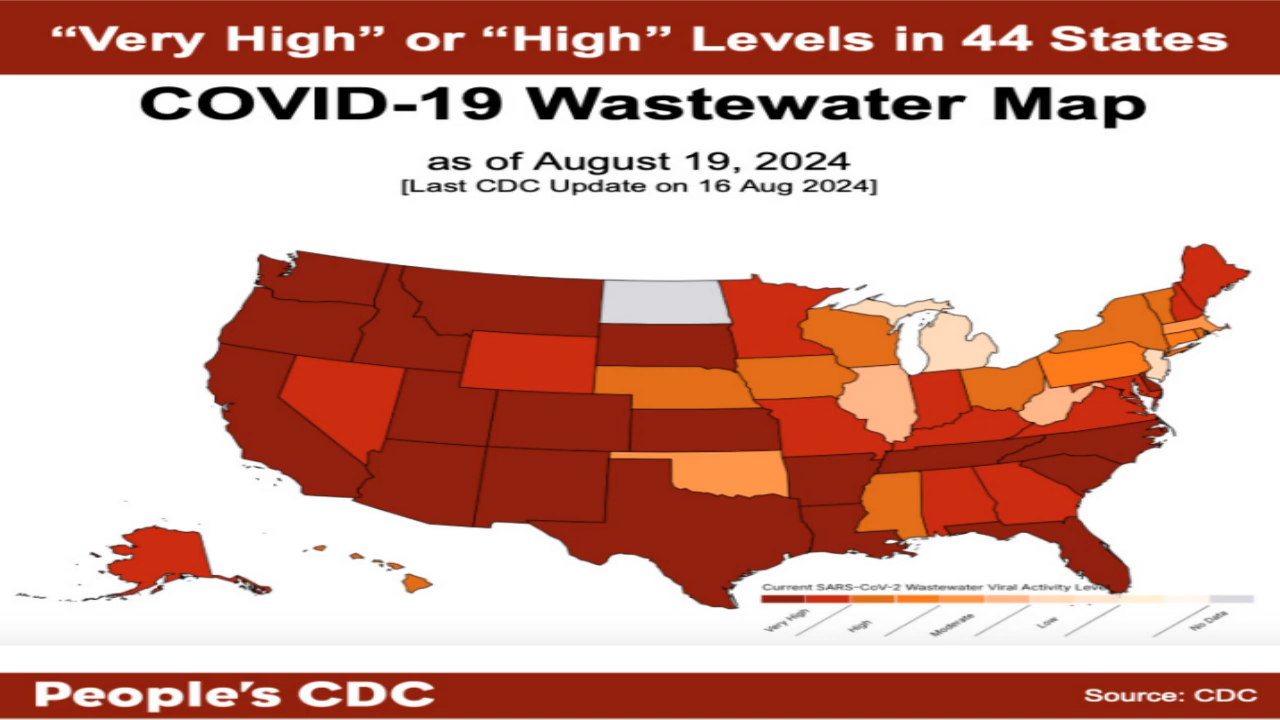 “Very High” or “High” Levels in 44 States
COVID-19 Wastewater Map
as of August 19, 2024
[Last CDC Update on 16 Aug 2024]
Current SARS-CoV-2 Wastewater Viral Activity Leve
Very High
High
Moderate
Low
No Data
People’s CDC
Source: CDC